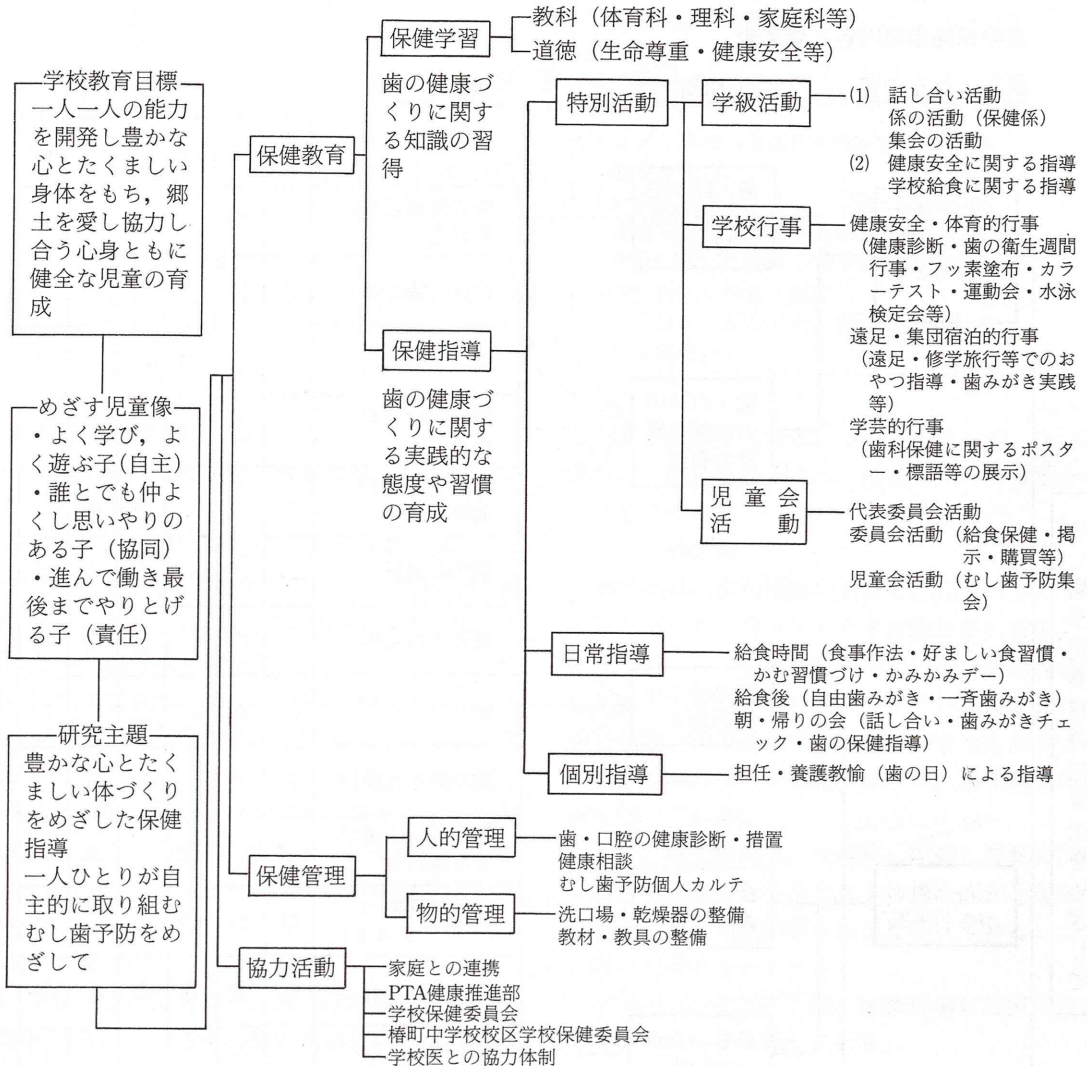 学校教育目標
一人一人の能力
を開発し豊かな
心とたくましい
身体をもち，郷
土を愛し協力し
合う心身ともに
健全な児童の育
成
めざす児童像
・よく学び，よ
く遊ぶ子（自主）
・誰とでも仲よ
くし思いやりの
ある子（協同）
・進んで働き最
後までやりとげ
る子（責任）
研究主題
豊かな心とたく
ましい体づくり
をめざした保健
指導
一人ひとりが自
主的に取り組む
むし歯予防をめ
ざして
保健教育
保健学習
歯の健康づ
くりに関す
る知識の習
得
教科（体育科・理科・家庭科等）
道徳（生命尊重・健康安全等）
保健指導
歯の健康づ
くりに関す
る実践的な
態度や習慣
の育成
特別活動
学級活動
(1)　話し合い活動
係の活動（保健係）
集会の活動
(2)　健康安全に関する指導
学校給食に関する指導
学校行事
健康安全・体育的行事
（健康診断・歯の衛生週間
行事・フッ素塗布・カラ
ーテスト・運動会・水泳
検定会等）
遠足・集団宿泊的行事
（遠足・修学旅行等でのお
やつ指導・歯みがき実践
等）
学芸的行事
（歯科保健に関するポスタ
ー・標語等の展示）
児童会
活動
代表委員会活動
委員会活動（給食保健・掲
示・購買等）
児童会活動（むし歯予防集
会）
日常指導
給食時間（食事作法・好ましい食習慣・
かむ習慣づけ・かみかみデー）
給食後（自由歯みがき・一斉歯みがき）
朝・帰りの会（話し合い・歯みがきチェ
ック・歯の保健指導）
個別指導
担任・養護教愉（歯の日）による指導
保健管理
人的管理
歯・口腔の健康診断・措置
健康相談
むし歯予防個人カルテ
物的管理
洗口場・乾燥器の整備
教材・教具の整備
協力活動
家庭との連携
PTA健康推進部
学校保健委員会
椿町中学校校区学校保健委員会
学校医との協力体制